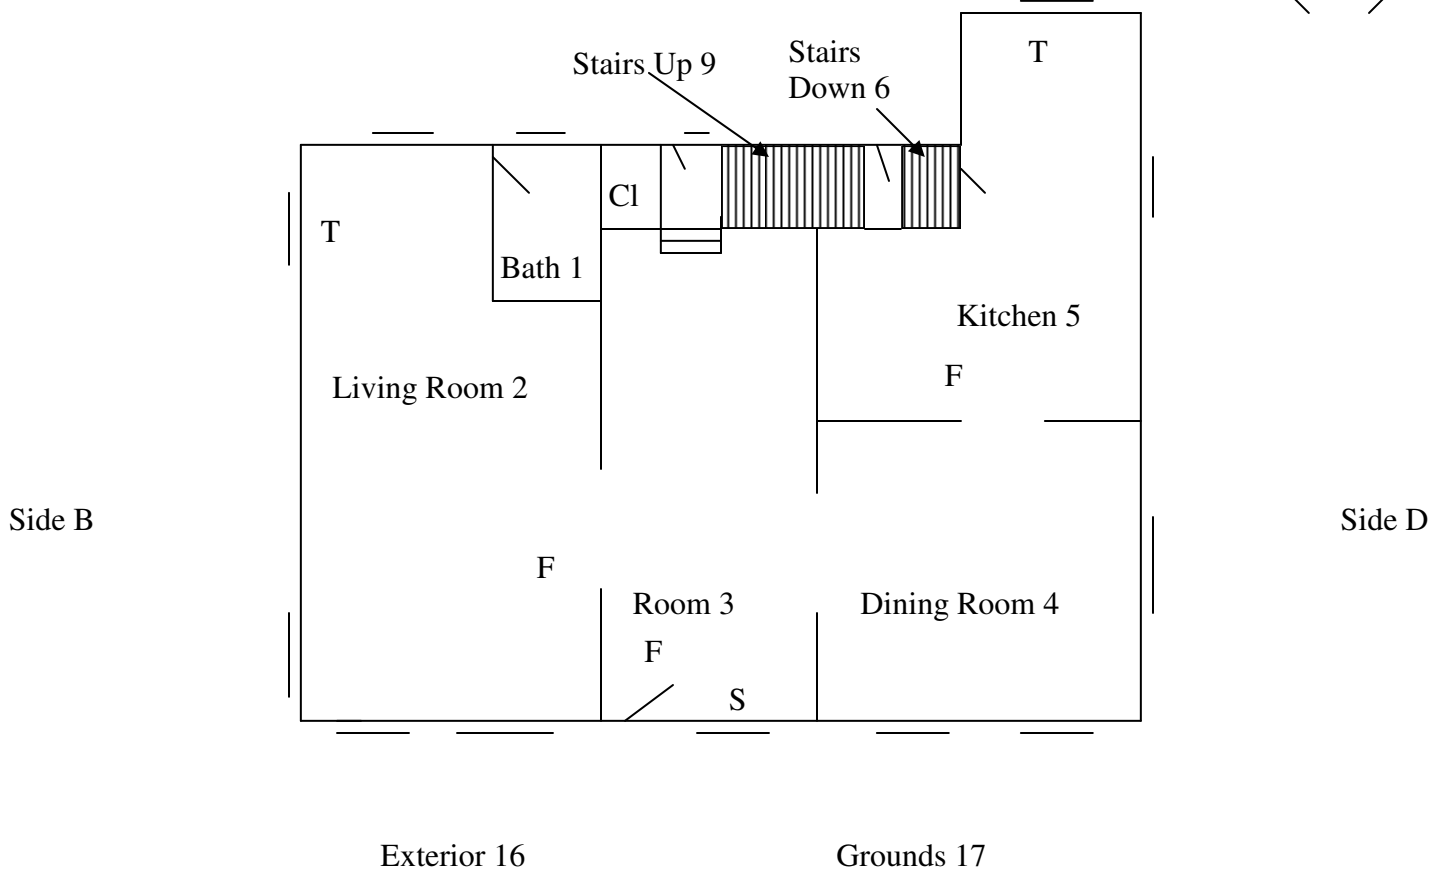 T
Stairs Up 9
Stairs
Down 6
Cl
T
Bath 1
Kitchen 5
F
Living Room 2
Side B
Side D
F
Room 3
Dining Room 4
F
S
Exterior 16
Grounds 17